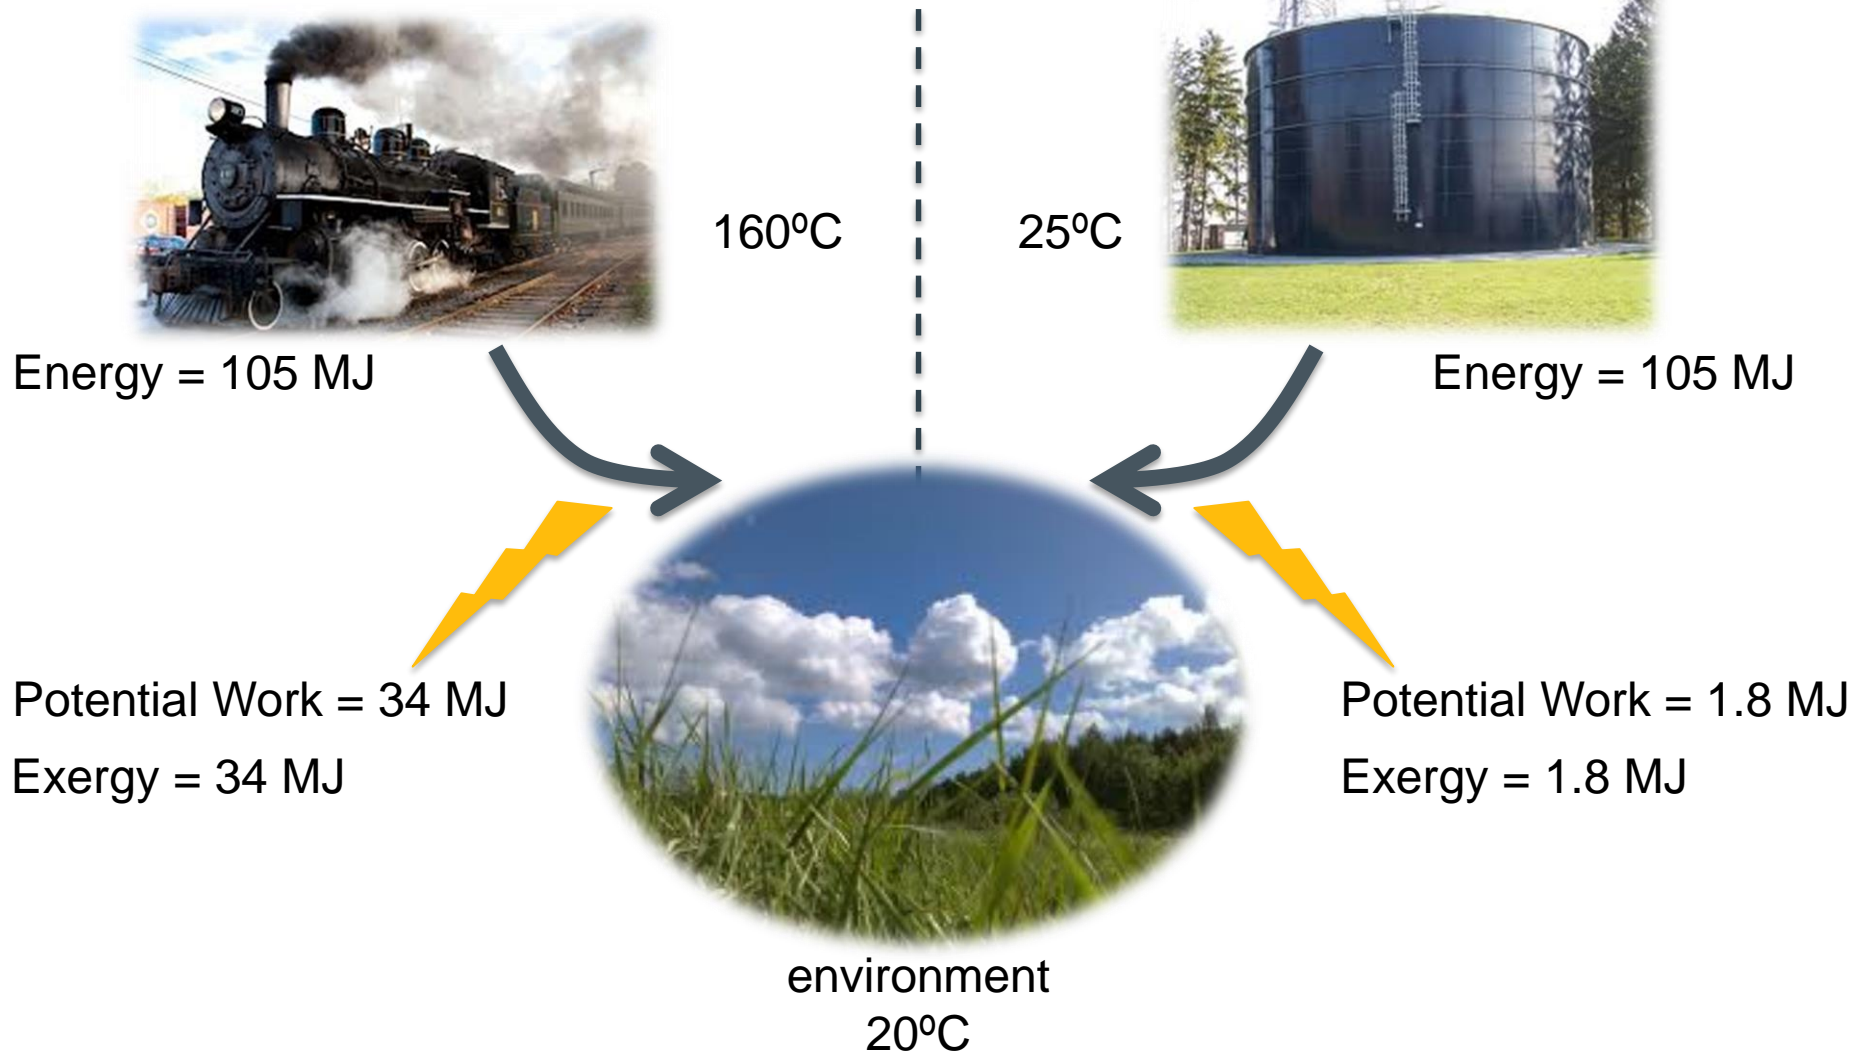 160ºC
25ºC
Energy = 105 MJ
Energy = 105 MJ
Potential Work = 34 MJ
Exergy = 34 MJ
Potential Work = 1.8 MJ
Exergy = 1.8 MJ
environment
20ºC